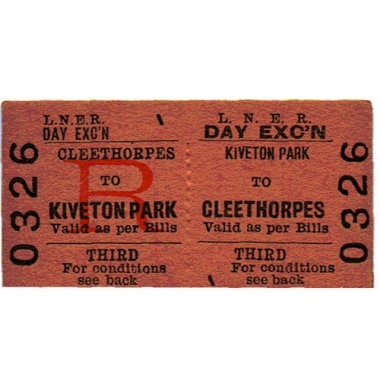 0326
L.N.E.R.
DAY EXC'N
CLEETHORPES
TO
R
KIVETON PARK
Valid as per Bills
THIRD
For conditions
see back
L. N. E. R.
DAY EXC'N
KIVETON PARK
TO
CLEETHORPES
Valid as per Bills
THIRD
For conditions
see back
0326